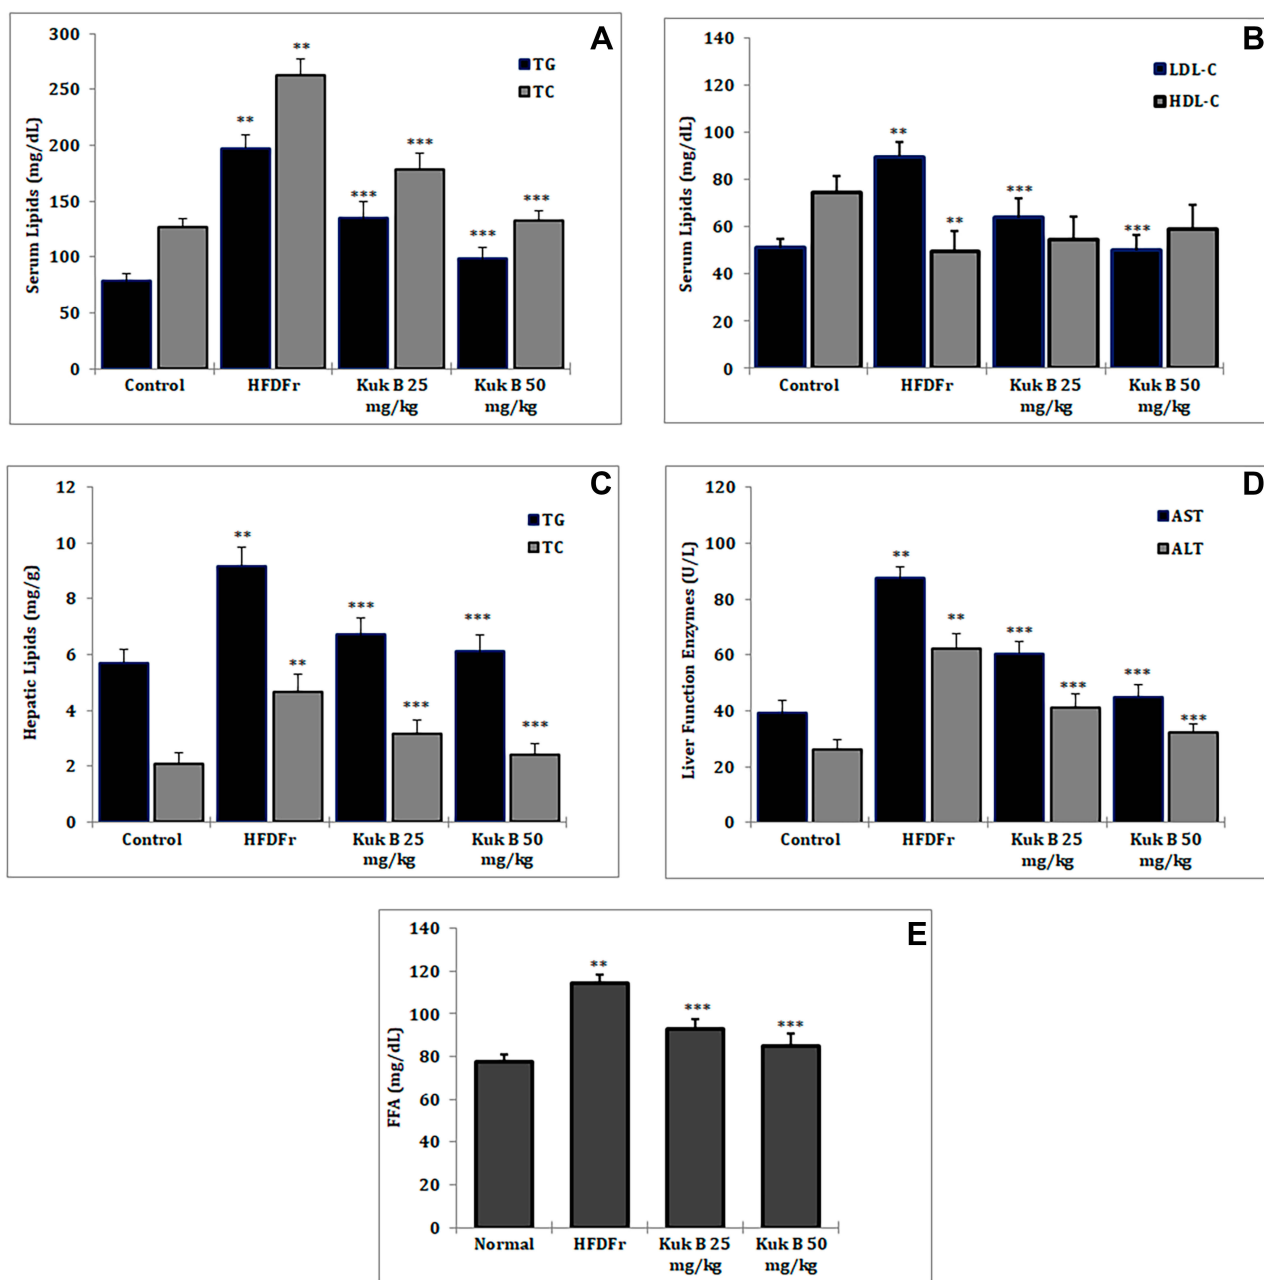 A
300
250
200
150
100
50
0
Serum Lipids (mg/dL)
TG
TC
**
**
***
***
***
***
Control HFDFr Kuk B 25 Kuk B 50
mg/kg mg/kg
B
140
120
100
80
60
40
20
0
Serum Lipids (mg/dL)
LDL-C
HDL-C
**
**
***
***
Control HFDFr Kuk B 25 Kuk B 50
mg/kg mg/kg
C
12
10
8
6
4
2
0
Hepatic Lipids (mg/g)
TG
TC
**
**
***
***
***
***
Control HFDFr Kuk B 25 Kuk B 50
mg/kg mg/kg
D
120
100
80
60
40
20
0
Liver Function Enzymes (U/L)
AST
ALT
**
**
***
***
***
***
Control HFDFr Kuk B 25 Kuk B 50
mg/kg mg/kg
E
140
120
100
80
60
40
20
0
FFA (mg/dL)
**
***
***
Normal HFDFr Kuk B 25 Kuk B 50
mg/kg mg/kg